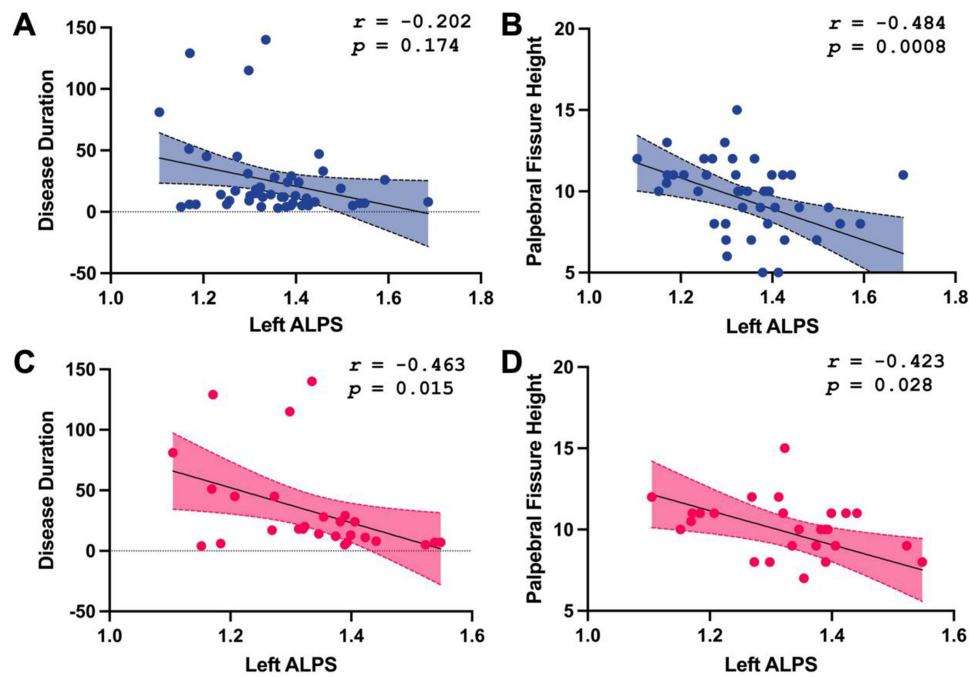 A
r = -0.202
p = 0.174
150
100
50
0
-50
Disease Duration
1.0 1.2 1.4 1.6 1.8
Left ALPS
B
r = -0.484
p = 0.0008
20
15
10
5
Palpebral Fissure Height
1.0 1.2 1.4 1.6 1.8
Left ALPS
C
r = -0.463
p = 0.015
150
100
50
0
-50
Disease Duration
1.0 1.2 1.4 1.6
Left ALPS
D
r = -0.423
p = 0.028
20
15
10
5
Palpebral Fissure Height
1.0 1.2 1.4 1.6
Left ALPS